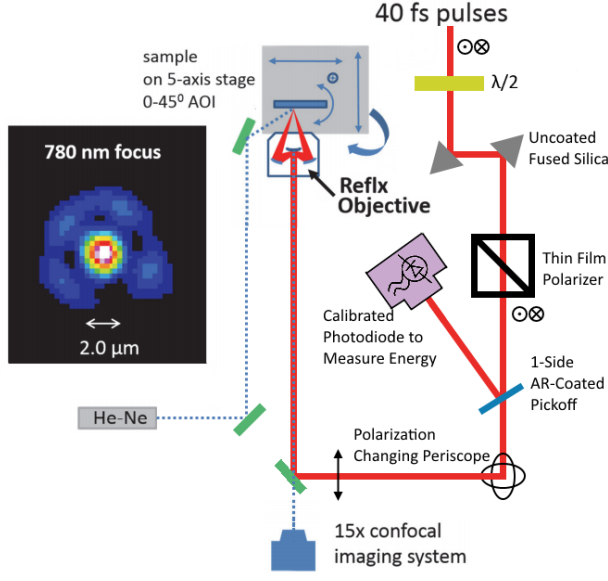 40 fs pulses
λ/2
sample
on 5-axis stage
0-45⁰ AOI
Uncoated
Fused Silica
780 nm focus
Reflx
Objective
Thin Film
Polarizer
Calibrated
Photodiode to
Measure Energy
2.0 µm
1-Side
AR-Coated
Pickoff
He-Ne
Polarization
Changing Periscope
15x confocal
imaging system